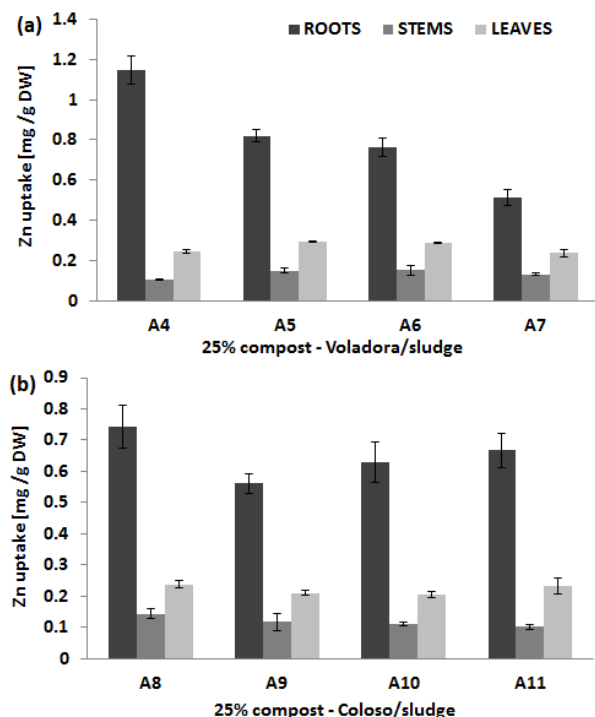 (a)
ROOTS STEMS LEAVES
Zn uptake [mg /g DW]
1.4
1.2
1
0.8
0.6
0.4
0.2
0
A4 A5 A6 A7
25% compost - Voladora/sludge
(b)
Zn uptake [mg /g DW]
0.9
0.8
0.7
0.6
0.5
0.4
0.3
0.2
0.1
0
A8 A9 A10 A11
25% compost - Coloso/sludge